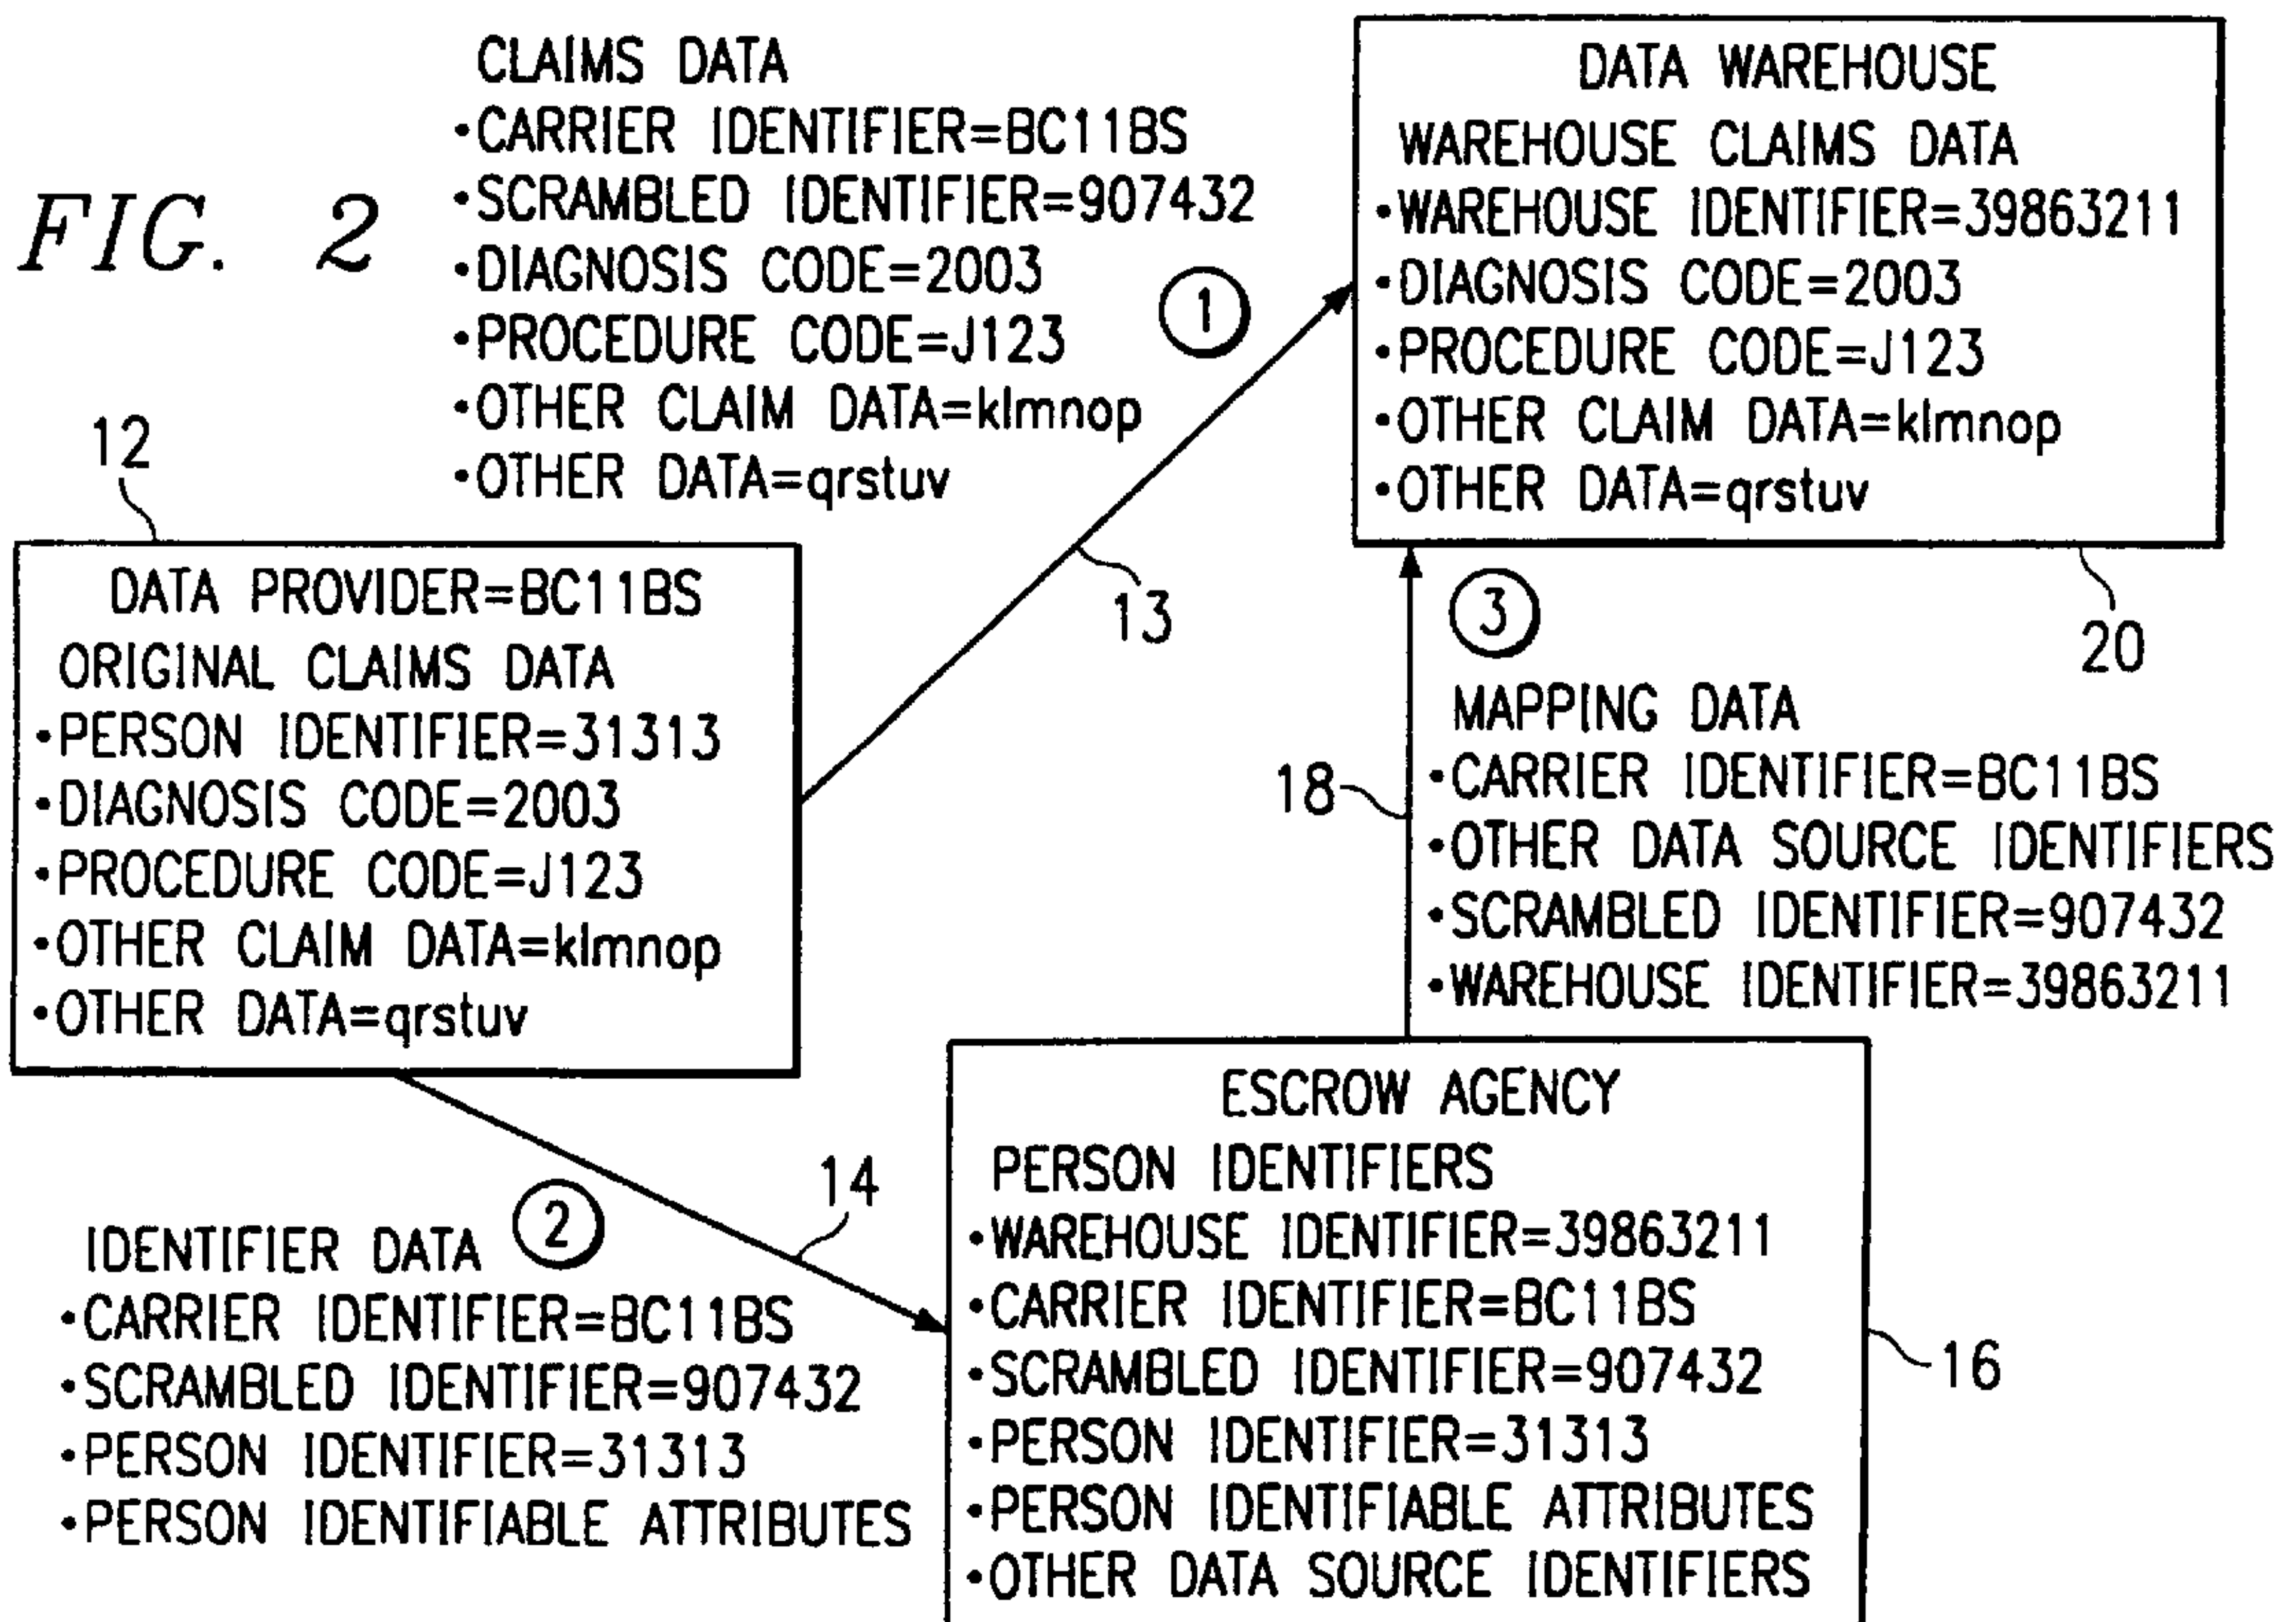 FIG. 2
CLAIMS DATA
•CARRIER IDENTIFIER=BC11BS
•SCRAMBLED IDENTIFIER=907432
•DIAGNOSIS CODE=2003
•PROCEDURE CODE=J123
•OTHER CLAIM DATA=klmnop
•OTHER DATA=qrstuv
1
13
DATA WAREHOUSE
WAREHOUSE CLAIMS DATA
•WAREHOUSE IDENTIFIER=39863211
•DIAGNOSIS CODE=2003
•PROCEDURE CODE=J123
•OTHER CLAIM DATA=klmnop
•OTHER DATA=qrstuv
20
12
DATA PROVIDER=BC11BS
ORIGINAL CLAIMS DATA
•PERSON IDENTIFIER=31313
•DIAGNOSIS CODE=2003
•PROCEDURE CODE=J123
•OTHER CLAIM DATA=klmnop
•OTHER DATA=qrstuv
3
18
MAPPING DATA
•CARRIER IDENTIFIER=BC11BS
•OTHER DATA SOURCE IDENTIFIERS
•SCRAMBLED IDENTIFIER=907432
•WAREHOUSE IDENTIFIER=39863211
2
14
IDENTIFIER DATA
•CARRIER IDENTIFIER=BC11BS
•SCRAMBLED IDENTIFIER=907432
•PERSON IDENTIFIER=31313
•PERSON IDENTIFIABLE ATTRIBUTES
ESCROW AGENCY
PERSON IDENTIFIERS
•WAREHOUSE IDENTIFIER=39863211
•CARRIER IDENTIFIER=BC11BS
•SCRAMBLED IDENTIFIER=907432
•PERSON IDENTIFIER=31313
•PERSON IDENTIFIABLE ATTRIBUTES
•OTHER DATA SOURCE IDENTIFIERS
16